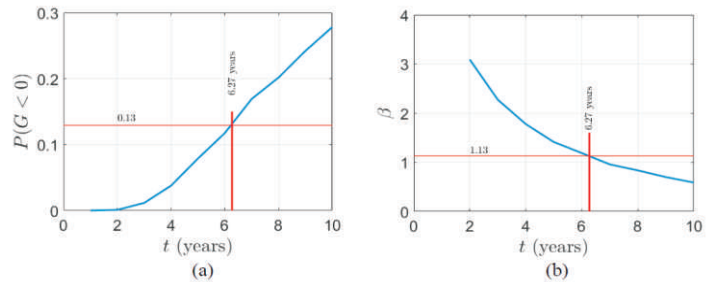 0.3
0.2
0.1
0
P(G < 0)
0.13
6.27 years
0 2 4 6 8 10
t (years)
(a)
4
3
2
1
0
β
1.13
6.27 years
0 2 4 6 8 10
t (years)
(b)